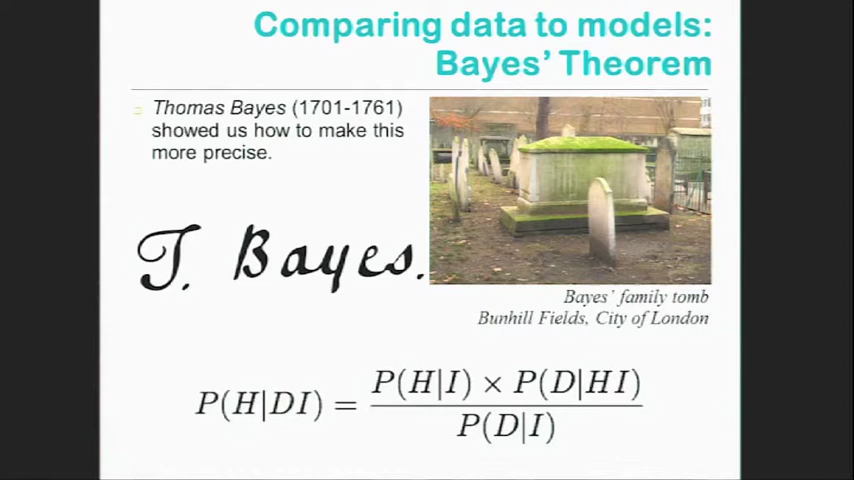 Comparing data to models:
Bayes' Theorem
Thomas Bayes (1701-1761)
showed us how to make this
more precise.
T. Bayes.
Bayes' family tomb
Bunhill Fields, City of London
P(H|DI) = P(H|I) × P(D|HI) / P(D|I)